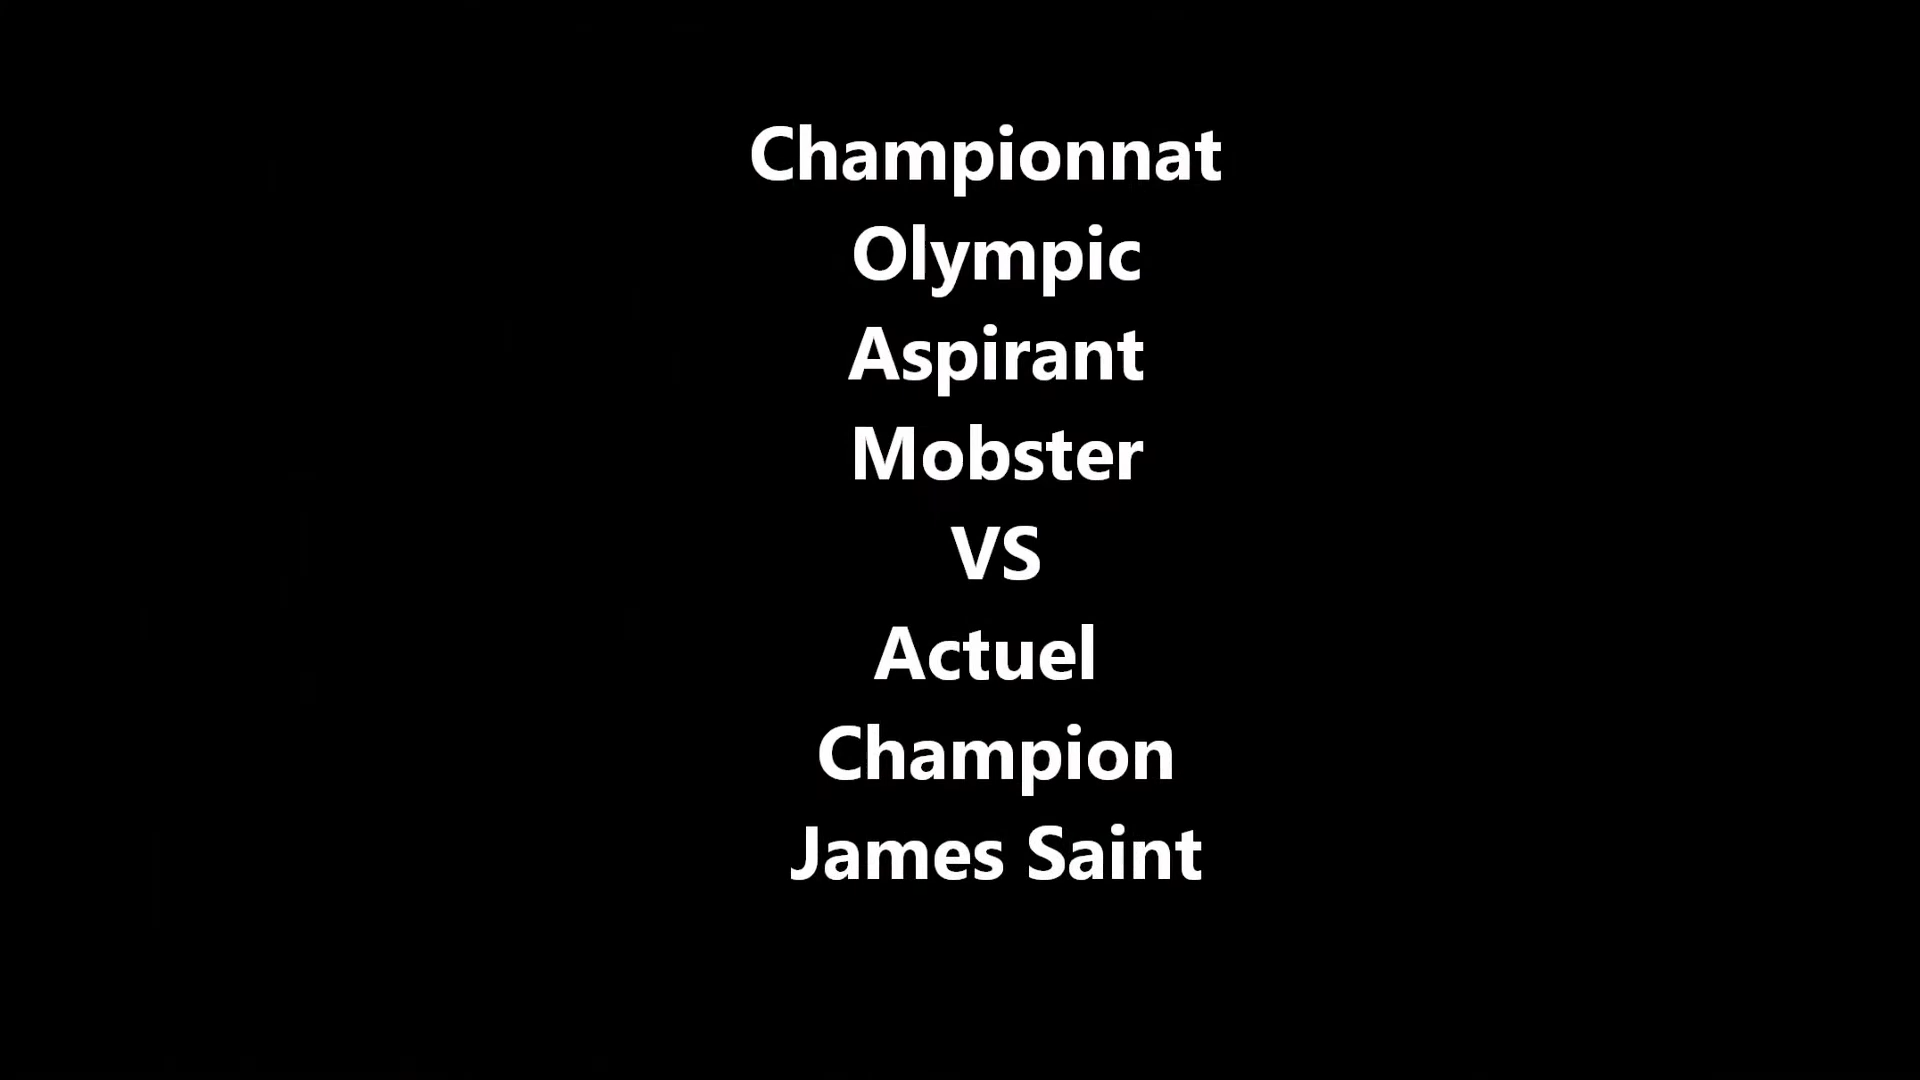 Championnat
Olympic
Aspirant
Mobster
VS
Actuel
Champion
James Saint